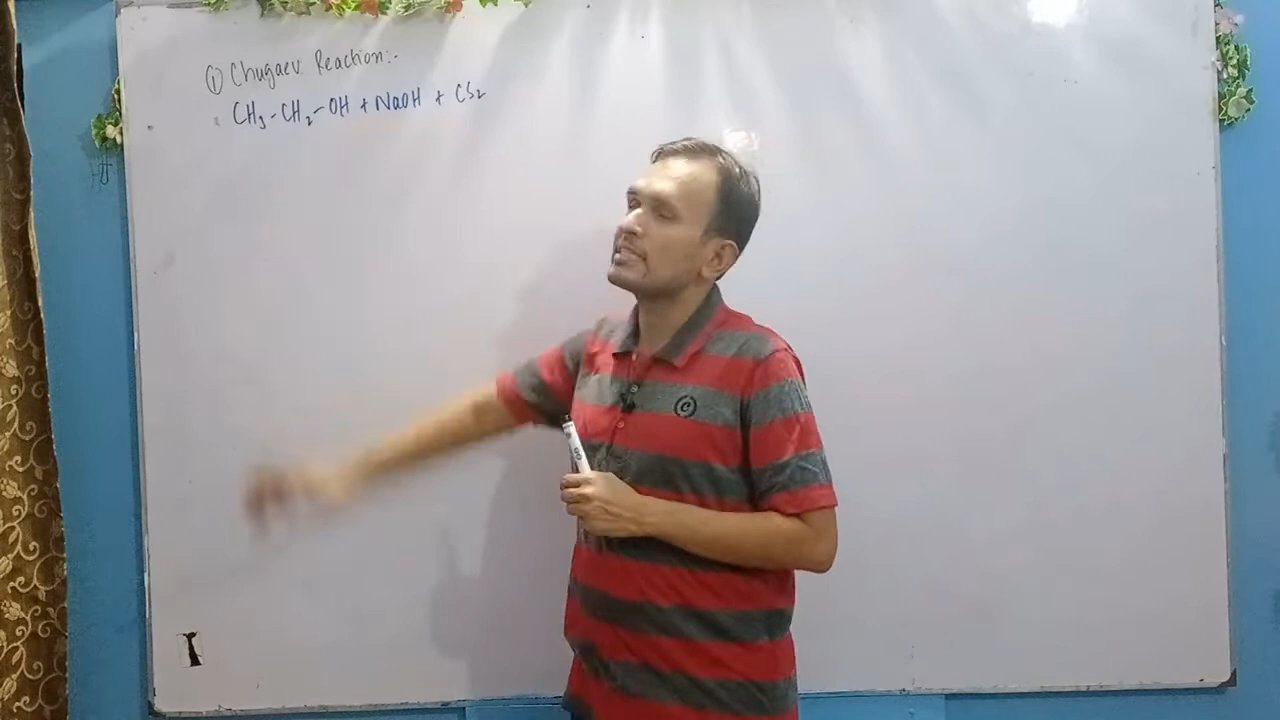 ① Chugaev Reaction:-
CH₃-CH₂-OH + NaOH + CS₂